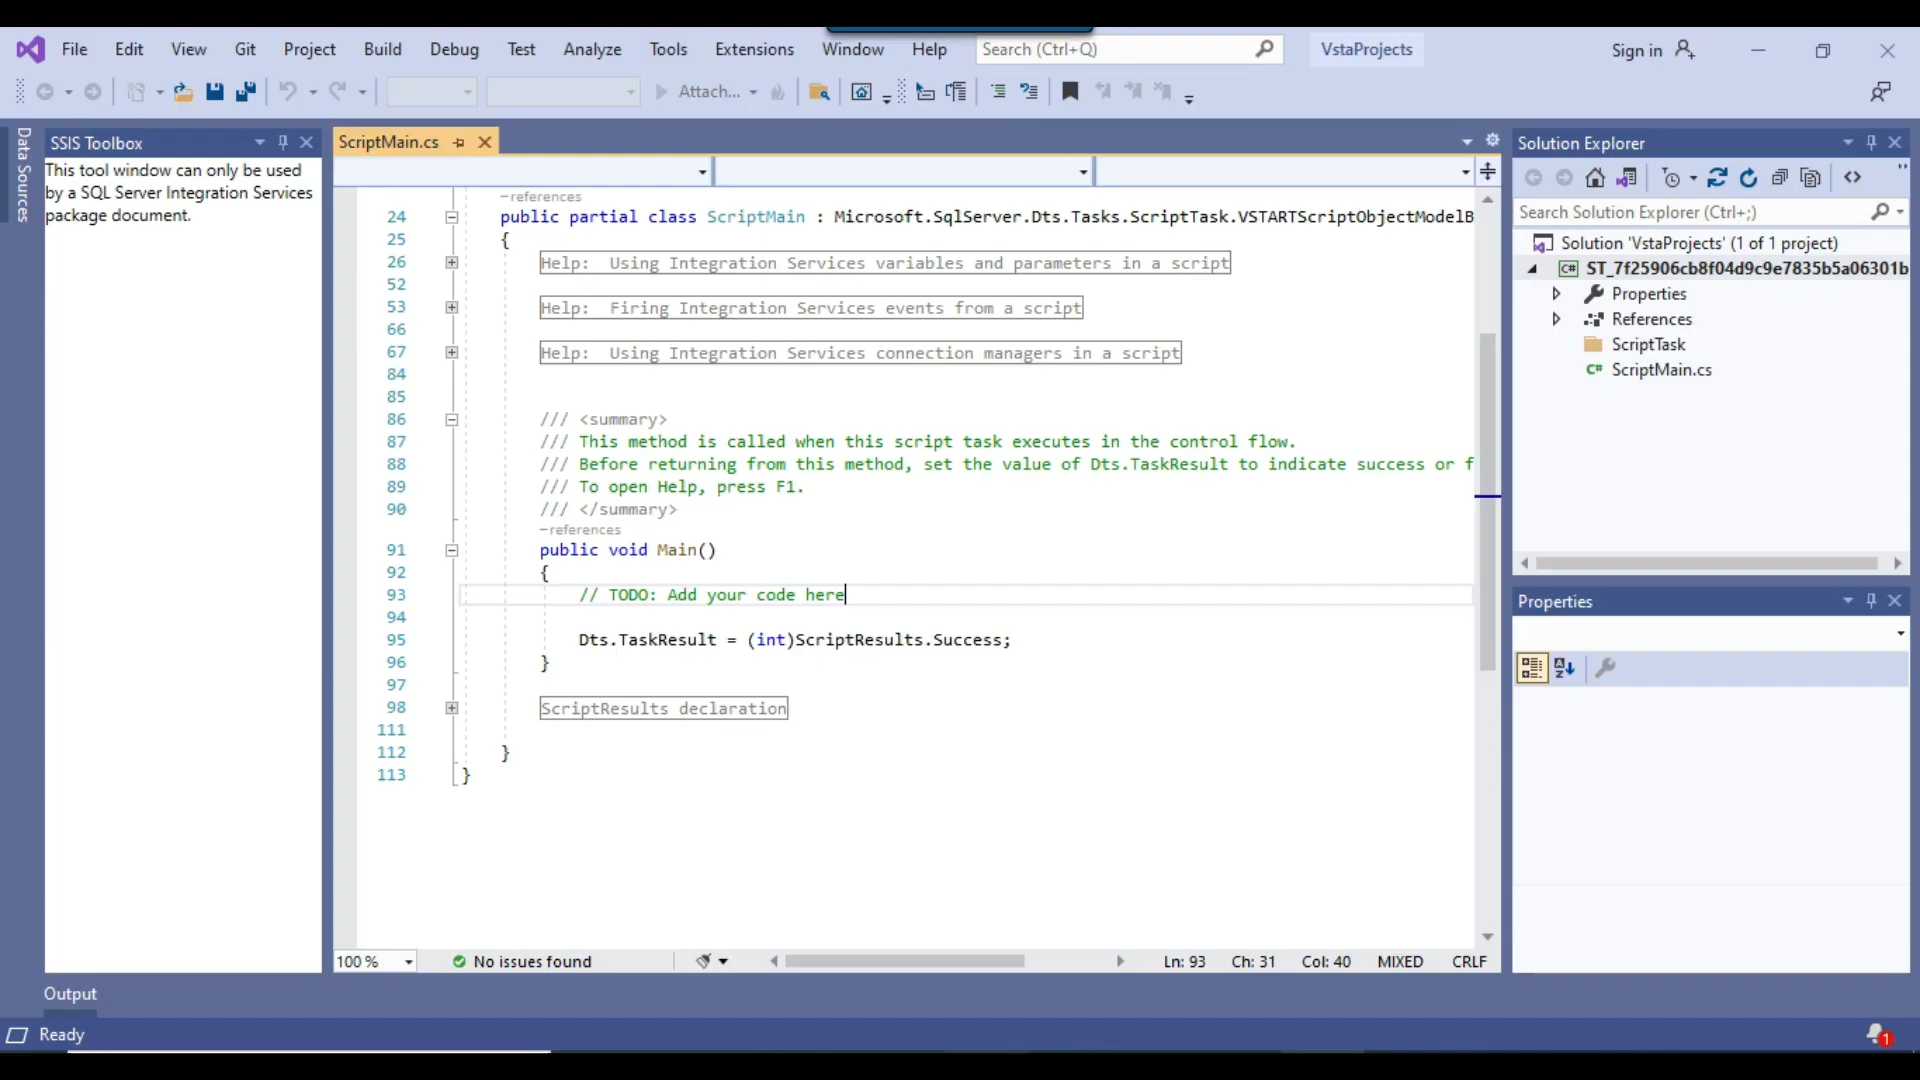 File Edit View Git Project Build Debug Test Analyze Tools Extensions Window Help Search (Ctrl+Q) VstaProjects Sign in
Attach...
Data Sources
SSIS Toolbox
This tool window can only be used
by a SQL Server Integration Services
package document.
ScriptMain.cs
-references
24 public partial class ScriptMain : Microsoft.SqlServer.Dts.Tasks.ScriptTask.VSTARTScriptObjectModelB
25 {
26 Help:  Using Integration Services variables and parameters in a script
52
53 Help:  Firing Integration Services events from a script
66
67 Help:  Using Integration Services connection managers in a script
84
85
86 /// <summary>
87 /// This method is called when this script task executes in the control flow.
88 /// Before returning from this method, set the value of Dts.TaskResult to indicate success or f
89 /// To open Help, press F1.
90 /// </summary>
-references
91 public void Main()
92 {
93 // TODO: Add your code here
94
95 Dts.TaskResult = (int)ScriptResults.Success;
96 }
97
98 ScriptResults declaration
111
112 }
113 }
100 % No issues found Ln: 93 Ch: 31 Col: 40 MIXED CRLF
Solution Explorer
Search Solution Explorer (Ctrl+;)
Solution 'VstaProjects' (1 of 1 project)
C# ST_7f25906cb8f04d9c9e7835b5a06301b
Properties
References
ScriptTask
C# ScriptMain.cs
Properties
Output
Ready
1